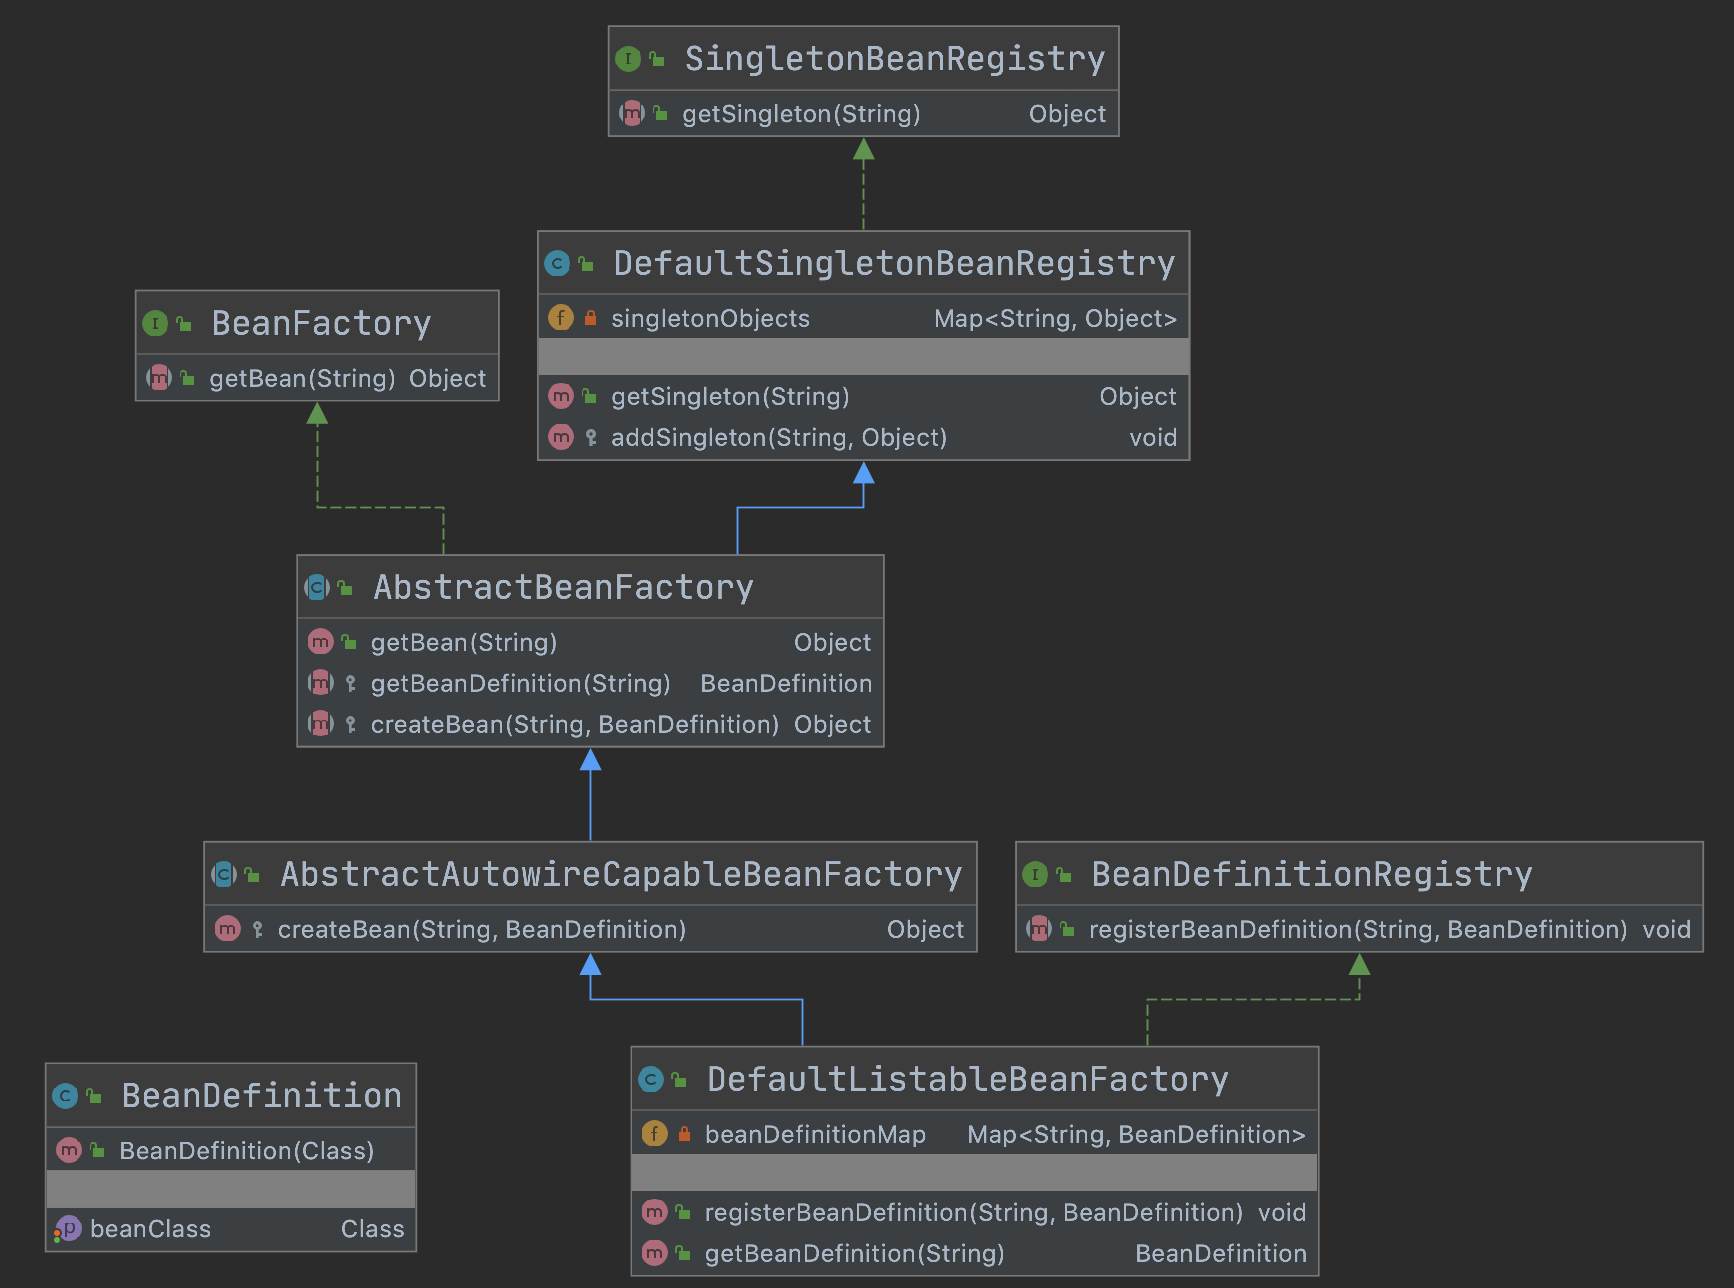 SingletonBeanRegistry
getSingleton(String) Object
DefaultSingletonBeanRegistry
singletonObjects Map<String, Object>
getSingleton(String) Object
addSingleton(String, Object) void
BeanFactory
getBean(String) Object
AbstractBeanFactory
getBean(String) Object
getBeanDefinition(String) BeanDefinition
createBean(String, BeanDefinition) Object
AbstractAutowireCapableBeanFactory
createBean(String, BeanDefinition) Object
BeanDefinitionRegistry
registerBeanDefinition(String, BeanDefinition) void
BeanDefinition
BeanDefinition(Class)
beanClass Class
DefaultListableBeanFactory
beanDefinitionMap Map<String, BeanDefinition>
registerBeanDefinition(String, BeanDefinition) void
getBeanDefinition(String) BeanDefinition